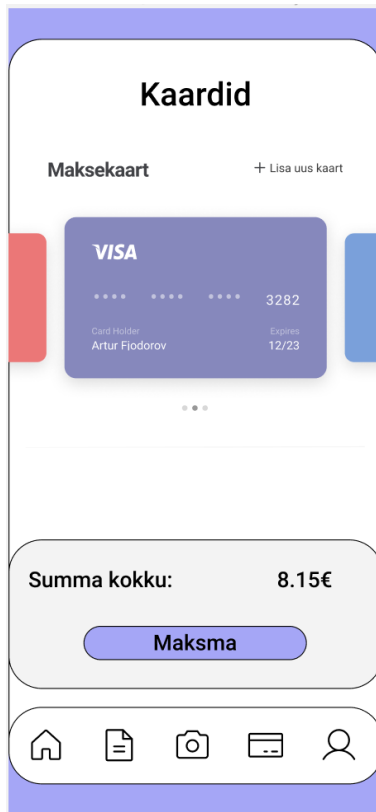 Kaardid
Maksekaart + Lisa uus kaart
VISA
•••• •••• •••• 3282
Card Holder Expires
Artur Fjodorov 12/23
Summa kokku: 8.15€
Maksma